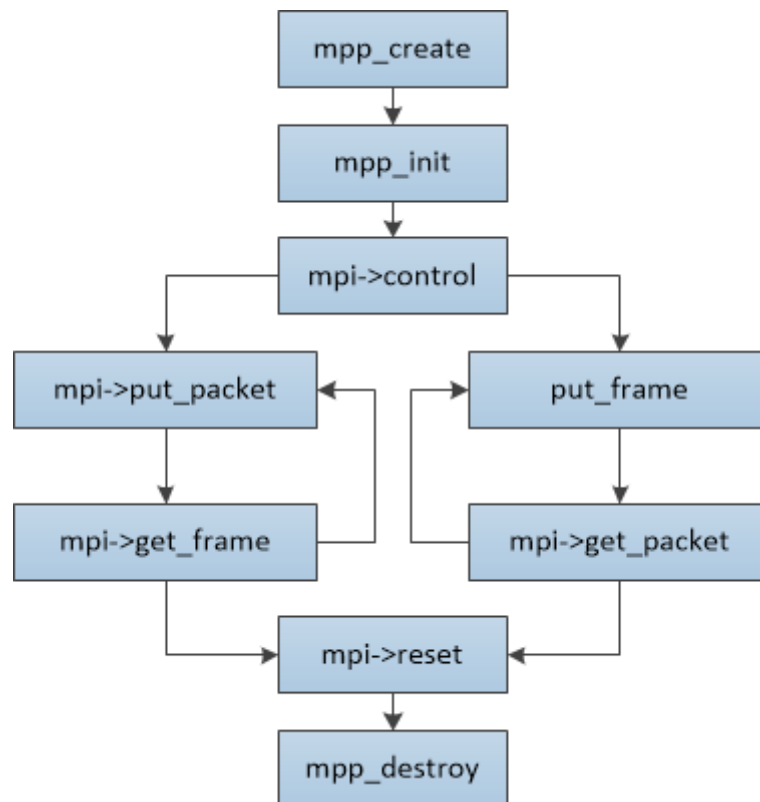 mpp_create
mpp_init
mpi->control
mpi->put_packet
put_frame
mpi->get_frame
mpi->get_packet
mpi->reset
mpp_destroy